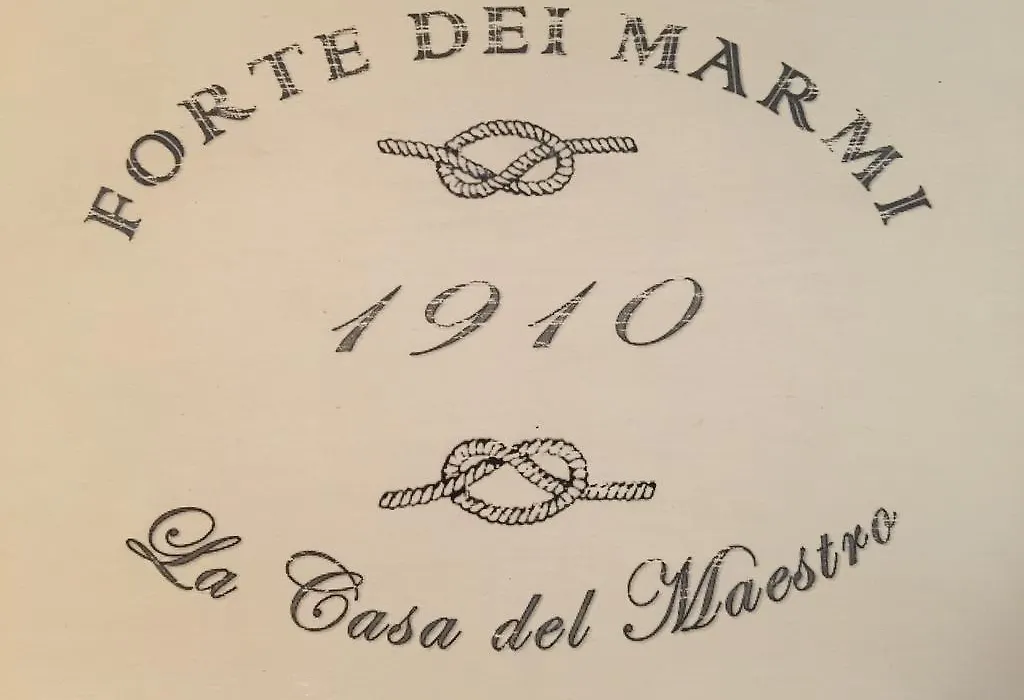 FORTE DEI MARMI
1910
La Casa del Maestro